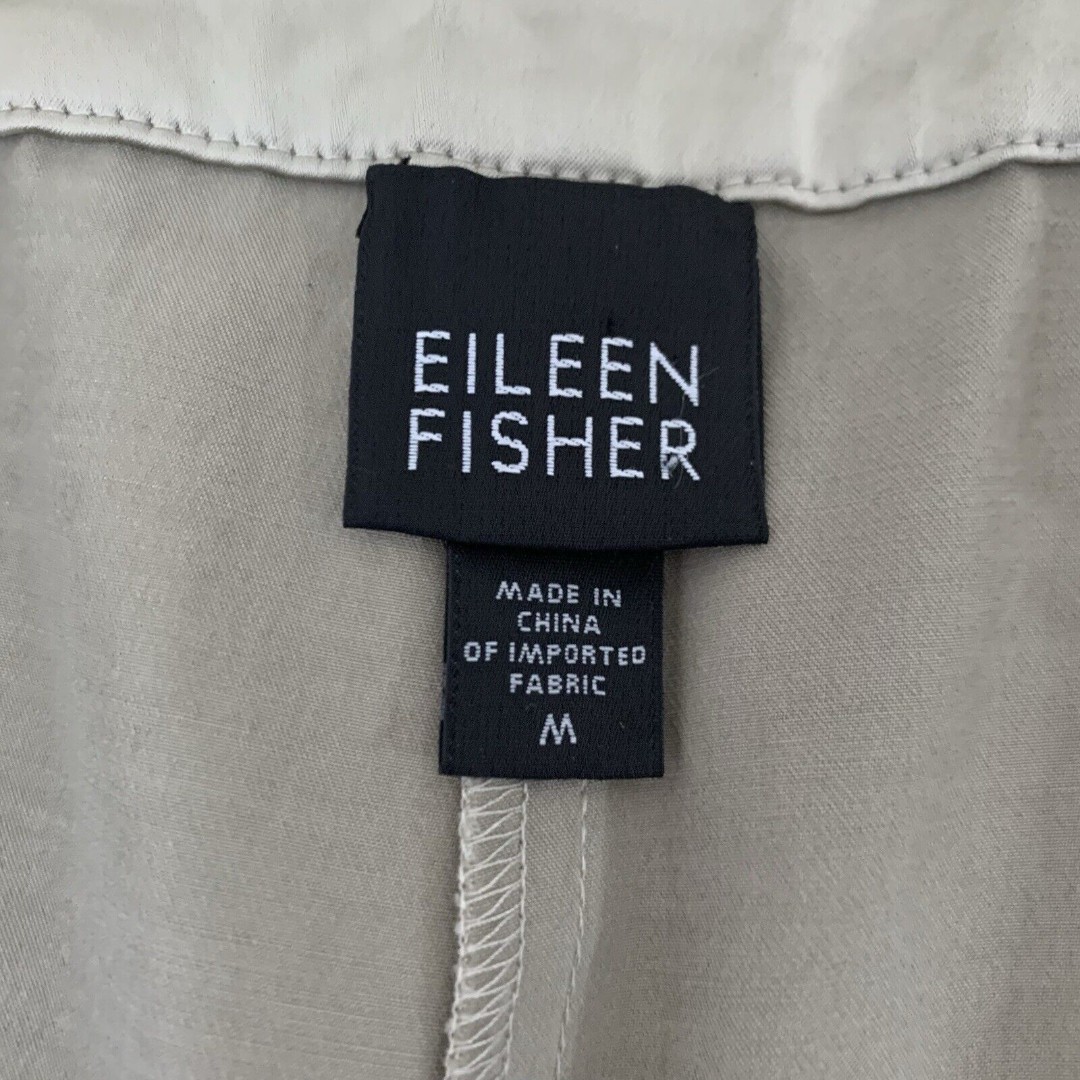 EILEEN
FISHER
MADE IN
CHINA
OF IMPORTED
FABRIC
M